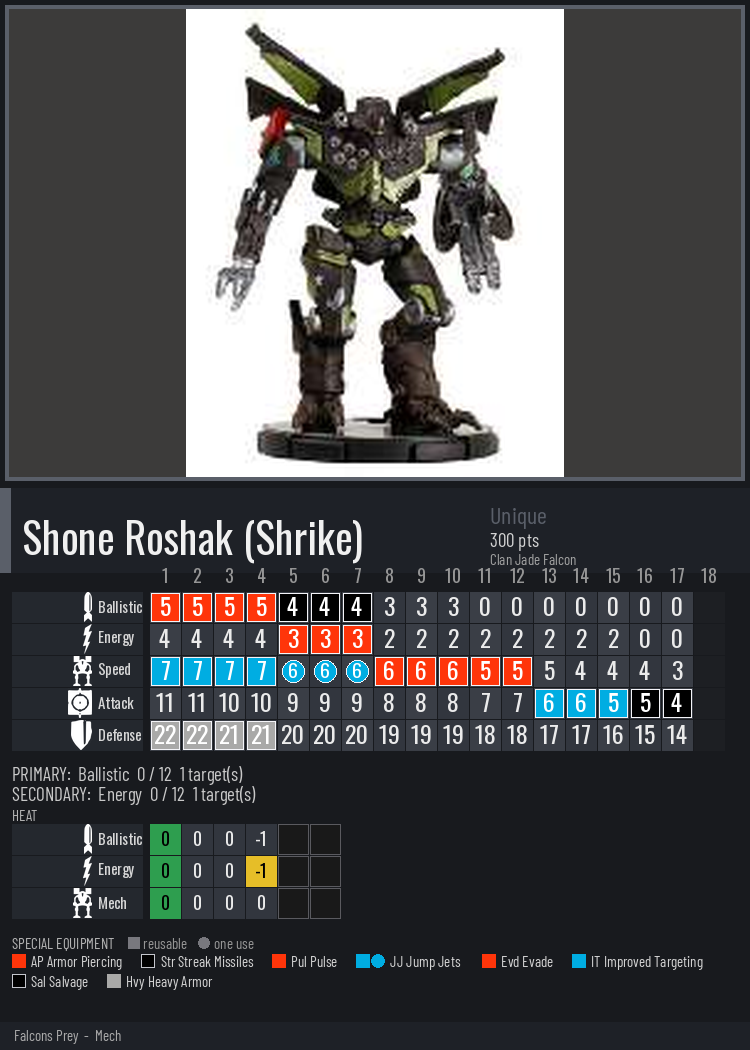 Shone Roshak (Shrike)
Unique
300 pts
Clan Jade Falcon
1 2 3 4 5 6 7 8 9 10 11 12 13 14 15 16 17 18
Ballistic 5 5 5 5 4 4 4 3 3 3 0 0 0 0 0 0 0
Energy 4 4 4 4 3 3 3 2 2 2 2 2 2 2 2 0 0
Speed 7 7 7 7 6 6 6 6 6 6 5 5 5 4 4 4 3
Attack 11 11 10 10 9 9 9 8 8 8 7 7 6 6 5 5 4
Defense 22 22 21 21 20 20 20 19 19 19 18 18 17 17 16 15 14
PRIMARY: Ballistic 0 / 12 1 target(s)
SECONDARY: Energy 0 / 12 1 target(s)
HEAT
Ballistic 0 0 0 -1
Energy 0 0 0 -1
Mech 0 0 0 0
SPECIAL EQUIPMENT reusable one use
AP Armor Piercing Str Streak Missiles Pul Pulse JJ Jump Jets Evd Evade IT Improved Targeting
Sal Salvage Hvy Heavy Armor
Falcons Prey - Mech